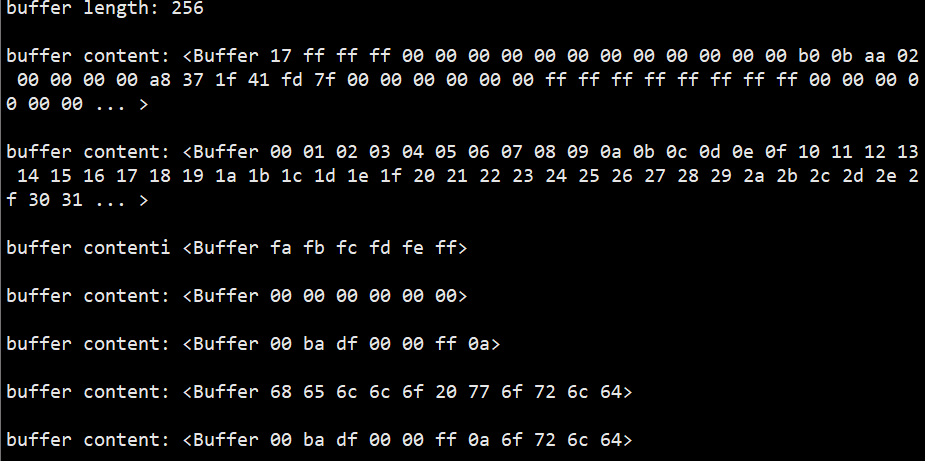 buffer length: 256
buffer content: <Buffer 17 ff ff ff 00 00 00 00 00 00 00 00 00 00 00 00 b0 0b aa 02
00 00 00 00 a8 37 1f 41 fd 7f 00 00 00 00 00 00 ff ff ff ff ff ff ff ff 00 00 00 0
0 00 00 ... >
buffer content: <Buffer 00 01 02 03 04 05 06 07 08 09 0a 0b 0c 0d 0e 0f 10 11 12 13
14 15 16 17 18 19 1a 1b 1c 1d 1e 1f 20 21 22 23 24 25 26 27 28 29 2a 2b 2c 2d 2e 2
f 30 31 ... >
buffer contenti <Buffer fa fb fc fd fe ff>
buffer content: <Buffer 00 00 00 00 00 00>
buffer content: <Buffer 00 ba df 00 00 ff 0a>
buffer content: <Buffer 68 65 6c 6c 6f 20 77 6f 72 6c 64>
buffer content: <Buffer 00 ba df 00 00 ff 0a 6f 72 6c 64>